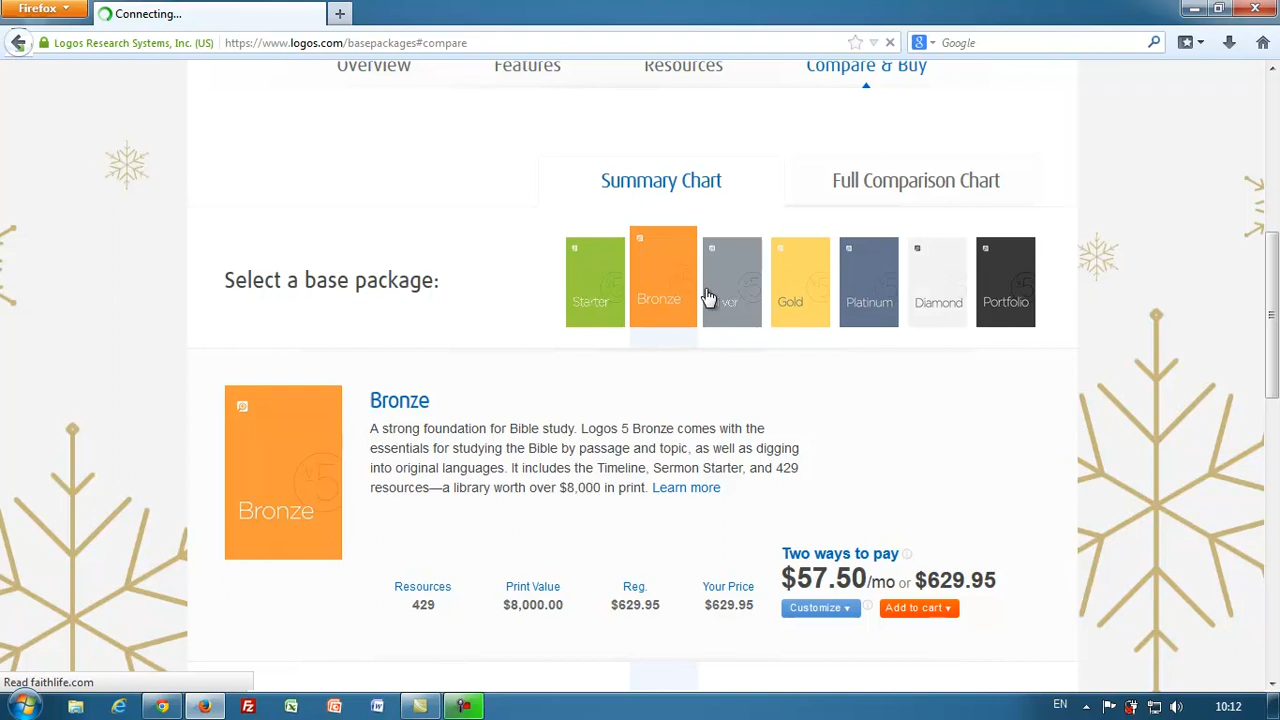 Firefox
Connecting...
Logos Research Systems, Inc. (US)
https://www.logos.com/basepackages#compare
Google
Overview
Features
Resources
Compare & Buy
Summary Chart
Full Comparison Chart
Select a base package:
Starter
Bronze
ver
Gold
Platinum
Diamond
Portfolio
Bronze
Bronze
A strong foundation for Bible study. Logos 5 Bronze comes with the
essentials for studying the Bible by passage and topic, as well as digging
into original languages. It includes the Timeline, Sermon Starter, and 429
resources—a library worth over $8,000 in print. Learn more
Two ways to pay
$57.50/mo or $629.95
Resources
Print Value
Reg.
Your Price
429
$8,000.00
$629.95
$629.95
Customize
Add to cart
Read faithlife.com
EN
10:12